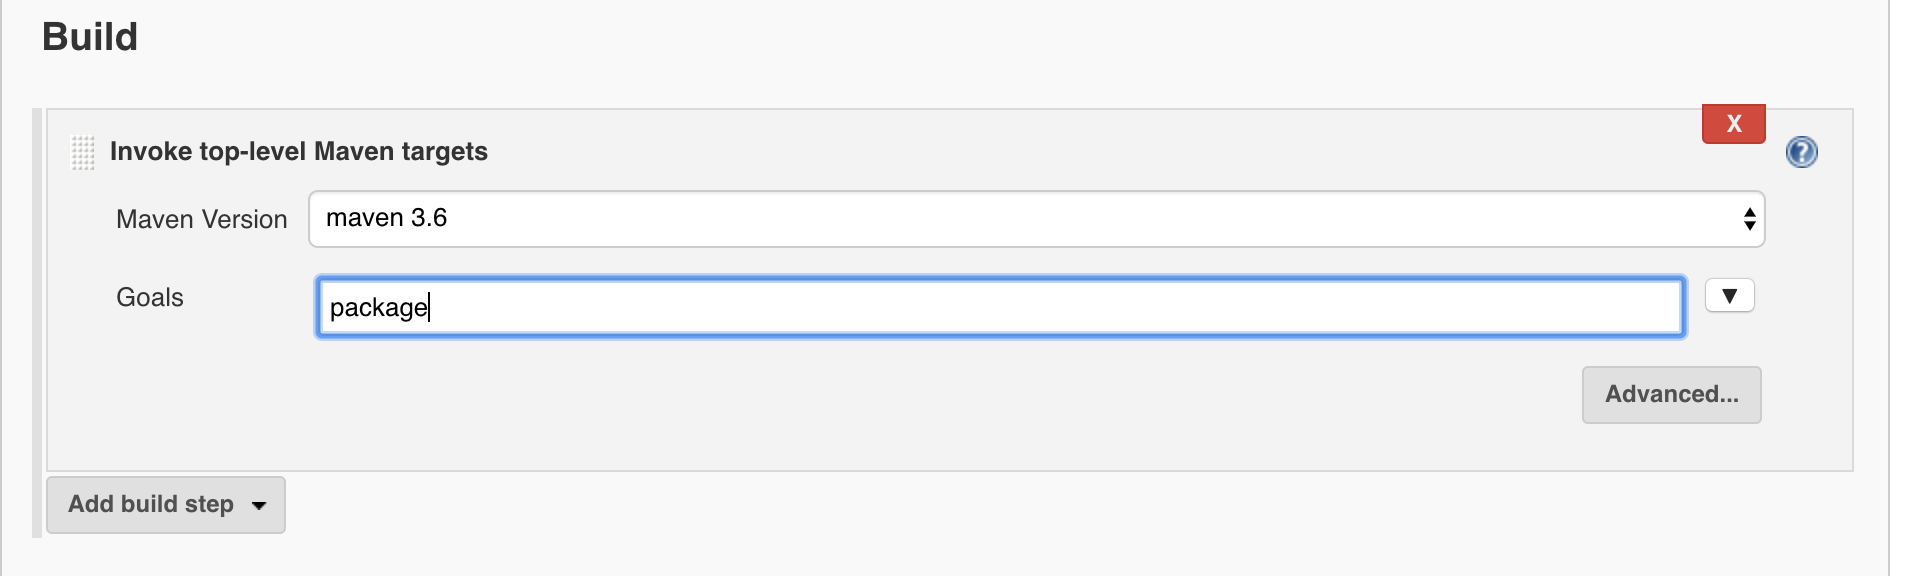 Build
X
Invoke top-level Maven targets
?
Maven Version
maven 3.6
Goals
package
Advanced...
Add build step